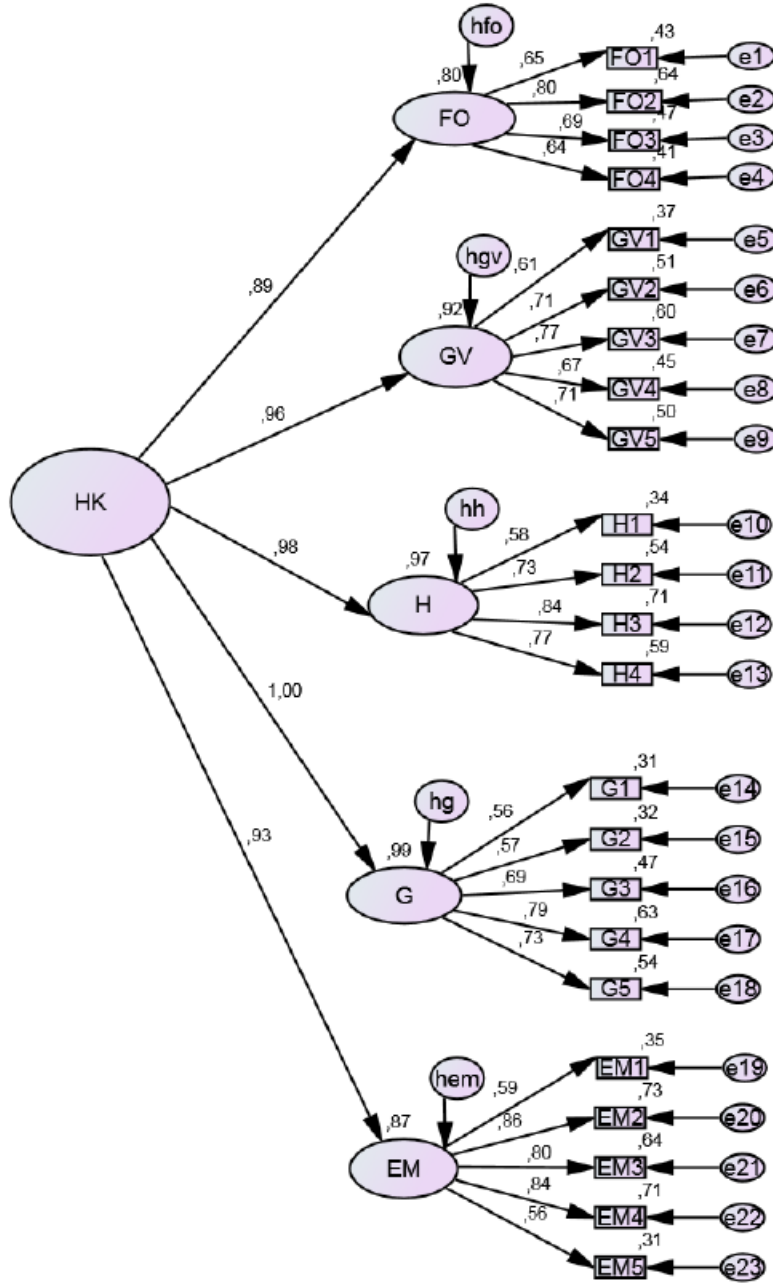 hfo
,43
,65
FO1
e1
,80
,64
,80
FO2
e2
FO
,47
,69
FO3
e3
,41
,64
FO4
e4
,37
,61
GV1
e5
hgv
,51
,71
GV2
e6
,89
,92
,60
,77
GV3
e7
GV
,45
,67
GV4
e8
,96
,50
,71
GV5
e9
HK
hh
,34
,58
H1
e10
,98
,97
,54
,73
H2
e11
H
,71
,84
H3
e12
,59
,77
H4
e13
1,00
,31
,56
G1
e14
hg
,32
,57
G2
e15
,93
,99
,47
,69
G3
e16
G
,63
,79
G4
e17
,54
,73
G5
e18
,35
,59
EM1
e19
hem
,73
,86
EM2
e20
,87
,64
,80
EM3
e21
EM
,71
,84
EM4
e22
,31
,56
EM5
e23